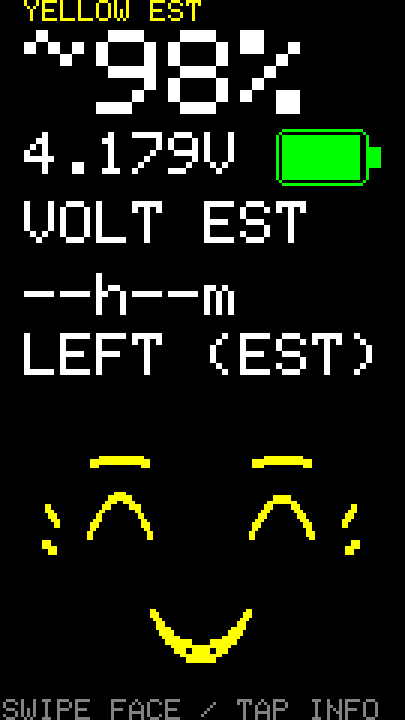 YELLOW EST
~98%
4.179V
VOLT EST
--h--m
LEFT (EST)
SWIPE FACE / TAP INFO